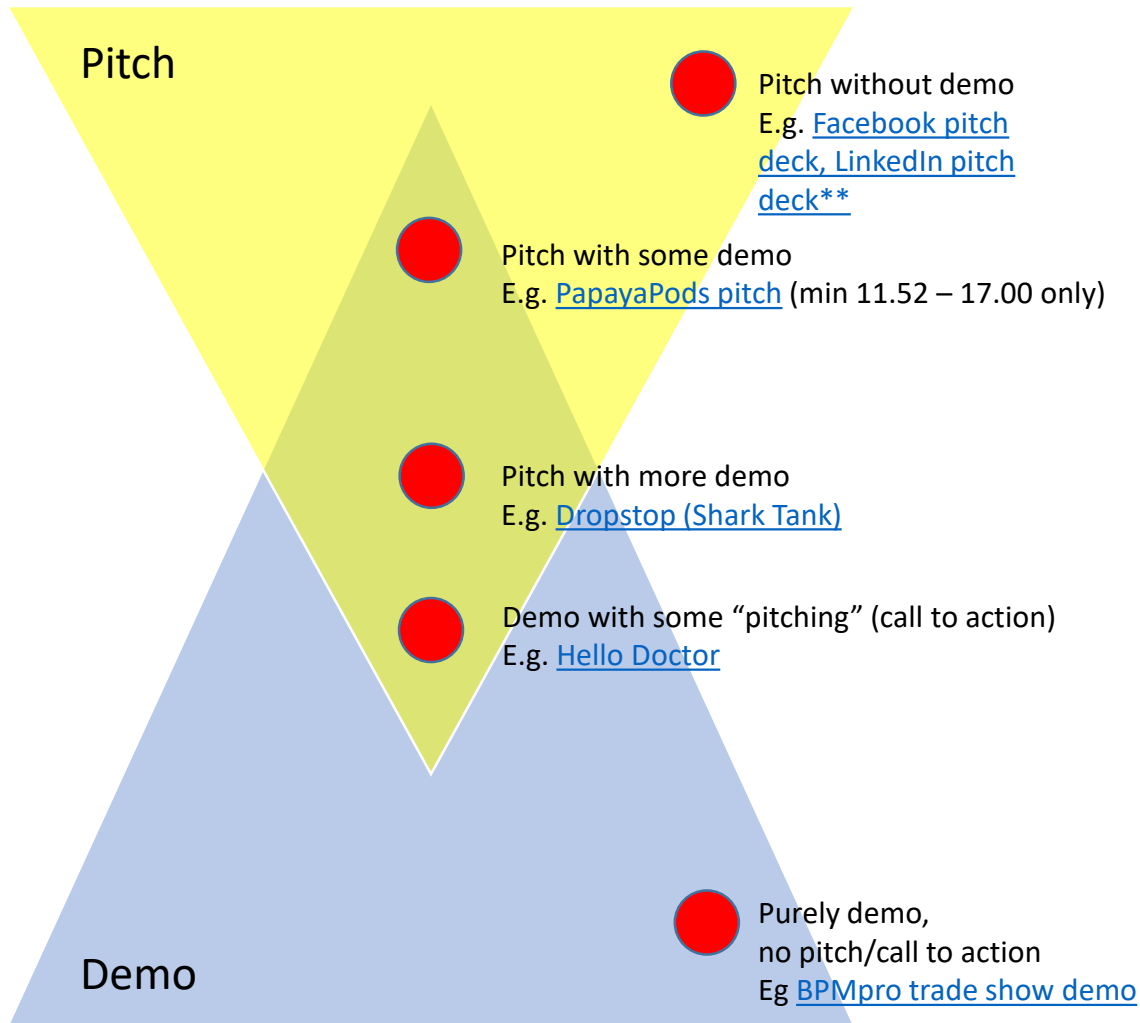 Pitch
Pitch without demo
E.g. Facebook pitch
deck, LinkedIn pitch
deck**
Pitch with some demo
E.g. PapayaPods pitch (min 11.52 – 17.00 only)
Pitch with more demo
E.g. Dropstop (Shark Tank)
Demo with some “pitching” (call to action)
E.g. Hello Doctor
Purely demo,
no pitch/call to action
Eg BPMpro trade show demo
Demo